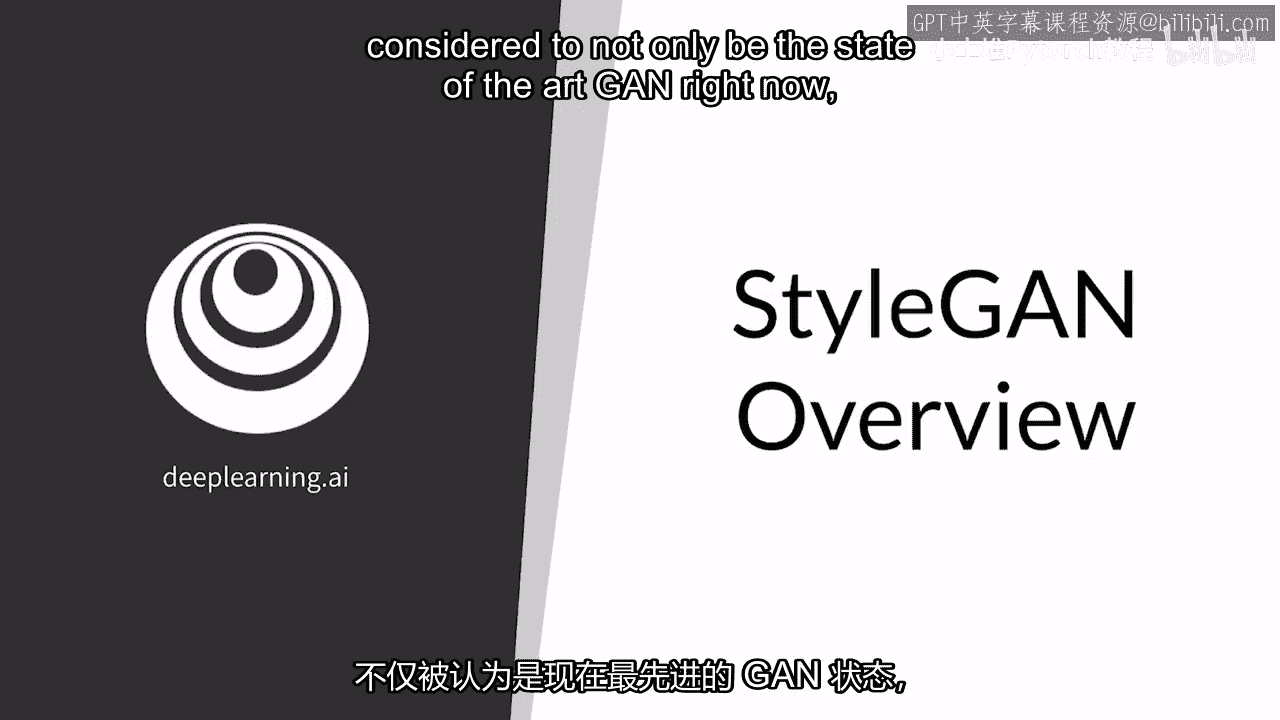 GPT中英字幕课程资源@bilibili.com
considered to not only be the state
of the art GAN right now,
StyleGAN
Overview
deeplearning.ai
不仅被认为是现在最先进的 GAN 状态,